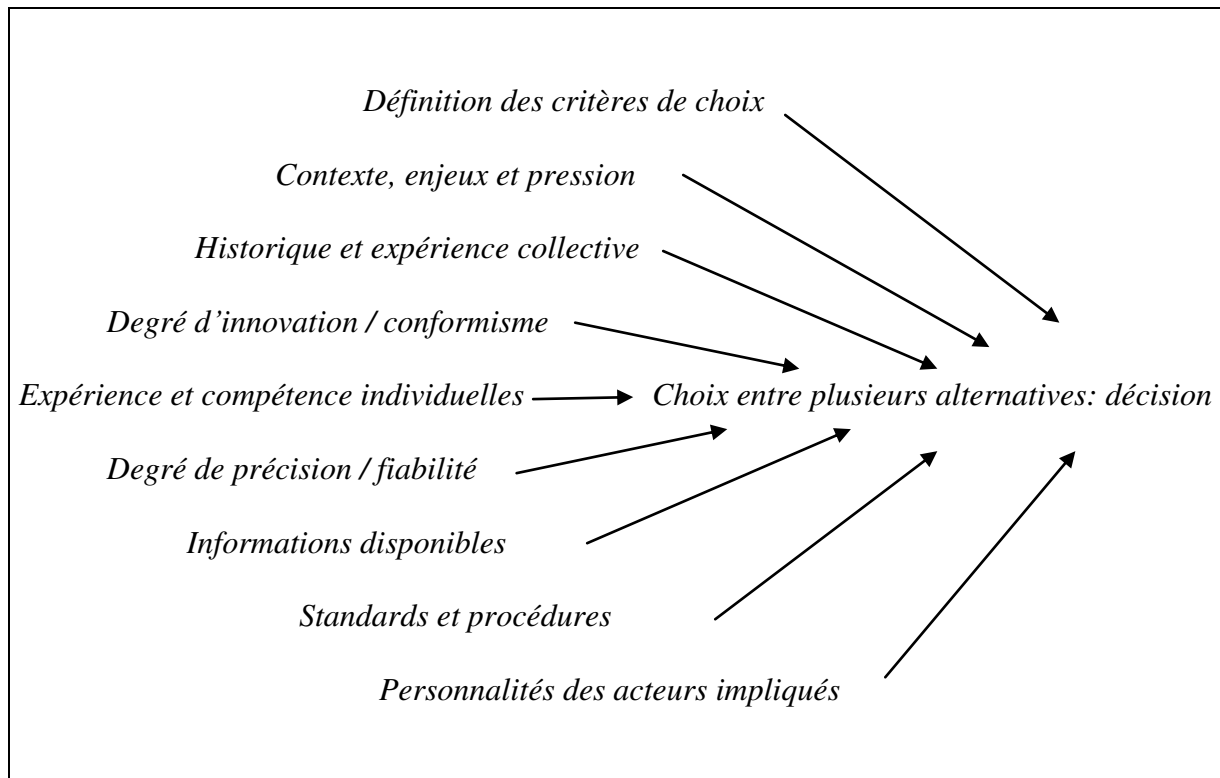 Définition des critères de choix
Contexte, enjeux et pression
Historique et expérience collective
Degré d’innovation / conformisme
Expérience et compétence individuelles
Choix entre plusieurs alternatives: décision
Degré de précision / fiabilité
Informations disponibles
Standards et procédures
Personnalités des acteurs impliqués